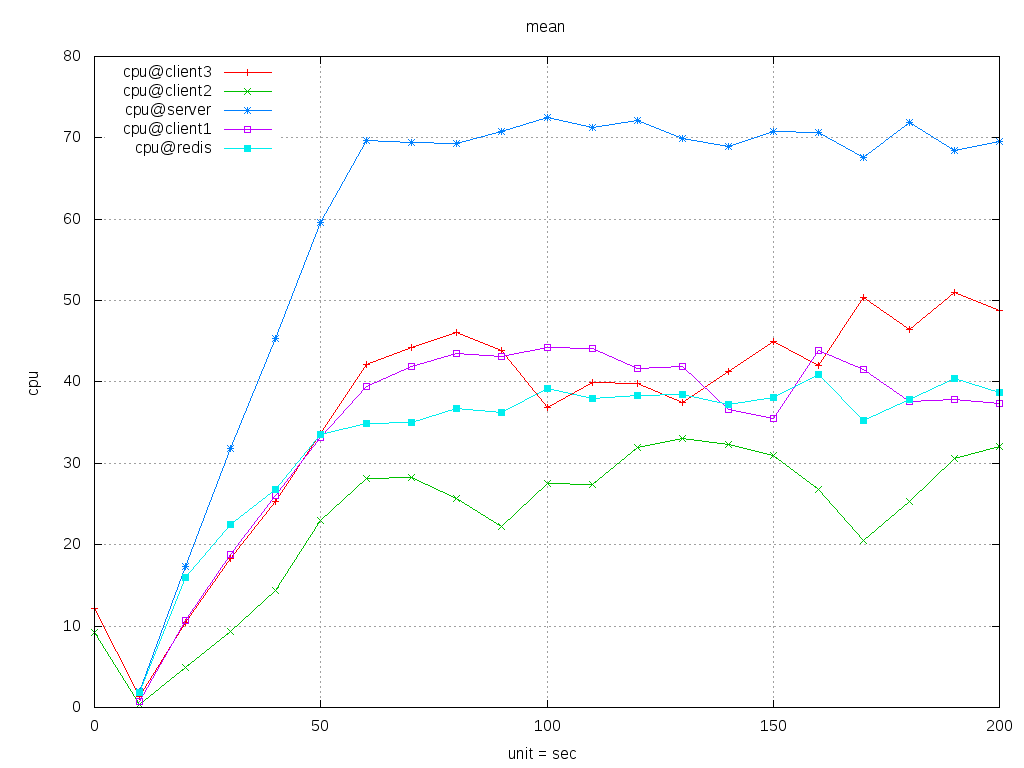 mean
80
70
60
50
40
30
20
10
0
cpu
cpu@client3
cpu@client2
cpu@server
cpu@client1
cpu@redis
0 50 100 150 200
unit = sec